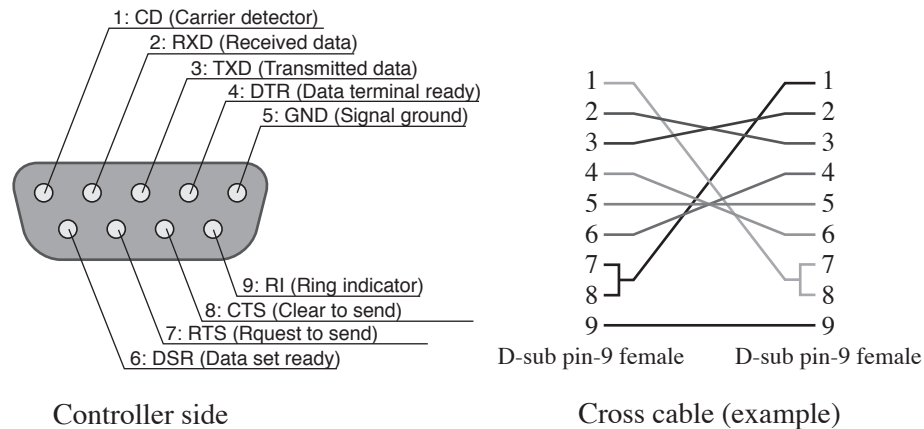 1: CD (Carrier detector)
2: RXD (Received data)
3: TXD (Transmitted data)
4: DTR (Data terminal ready)
5: GND (Signal ground)
9: RI (Ring indicator)
8: CTS (Clear to send)
7: RTS (Rquest to send)
6: DSR (Data set ready)
Controller side
1 1
2 2
3 3
4 4
5 5
6 6
7 7
8 8
9 9
D-sub pin-9 female D-sub pin-9 female
Cross cable (example)